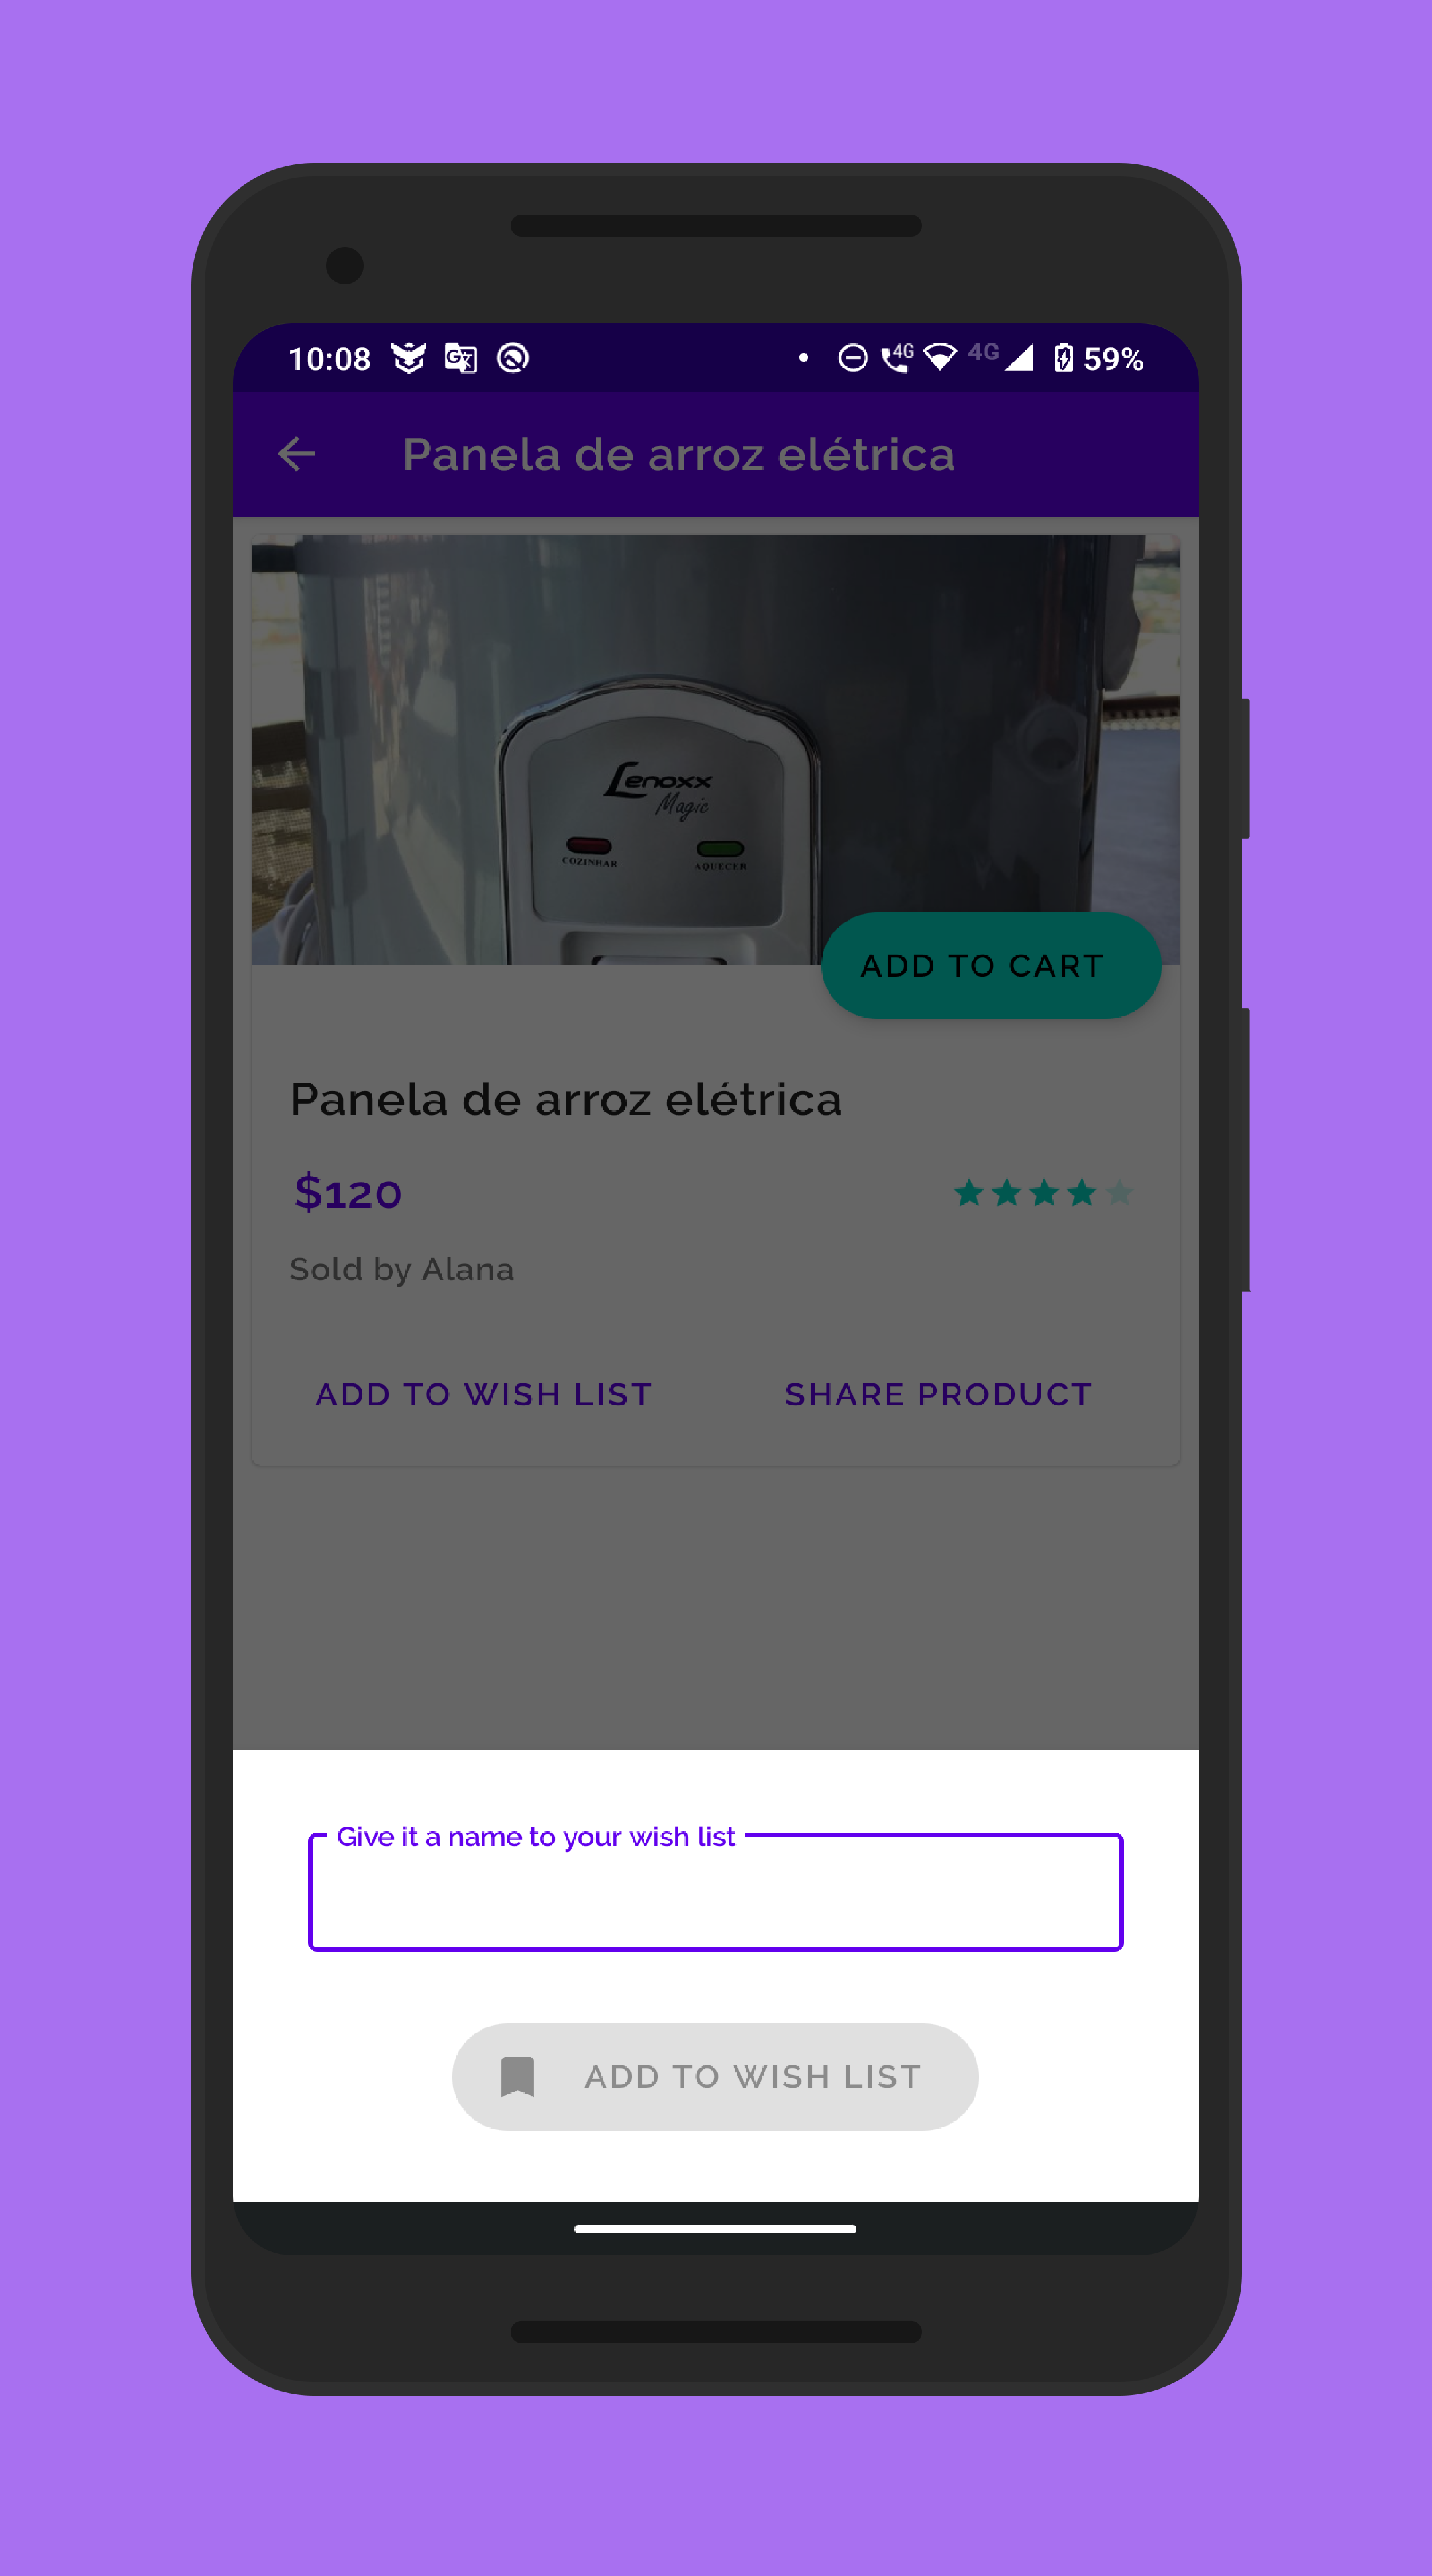 10:08 4G 4G 59%
Panela de arroz elétrica
Lenoxx
Magic
COZINHAR AQUECER
ADD TO CART
Panela de arroz elétrica
$120
Sold by Alana
ADD TO WISH LIST SHARE PRODUCT
Give it a name to your wish list
ADD TO WISH LIST